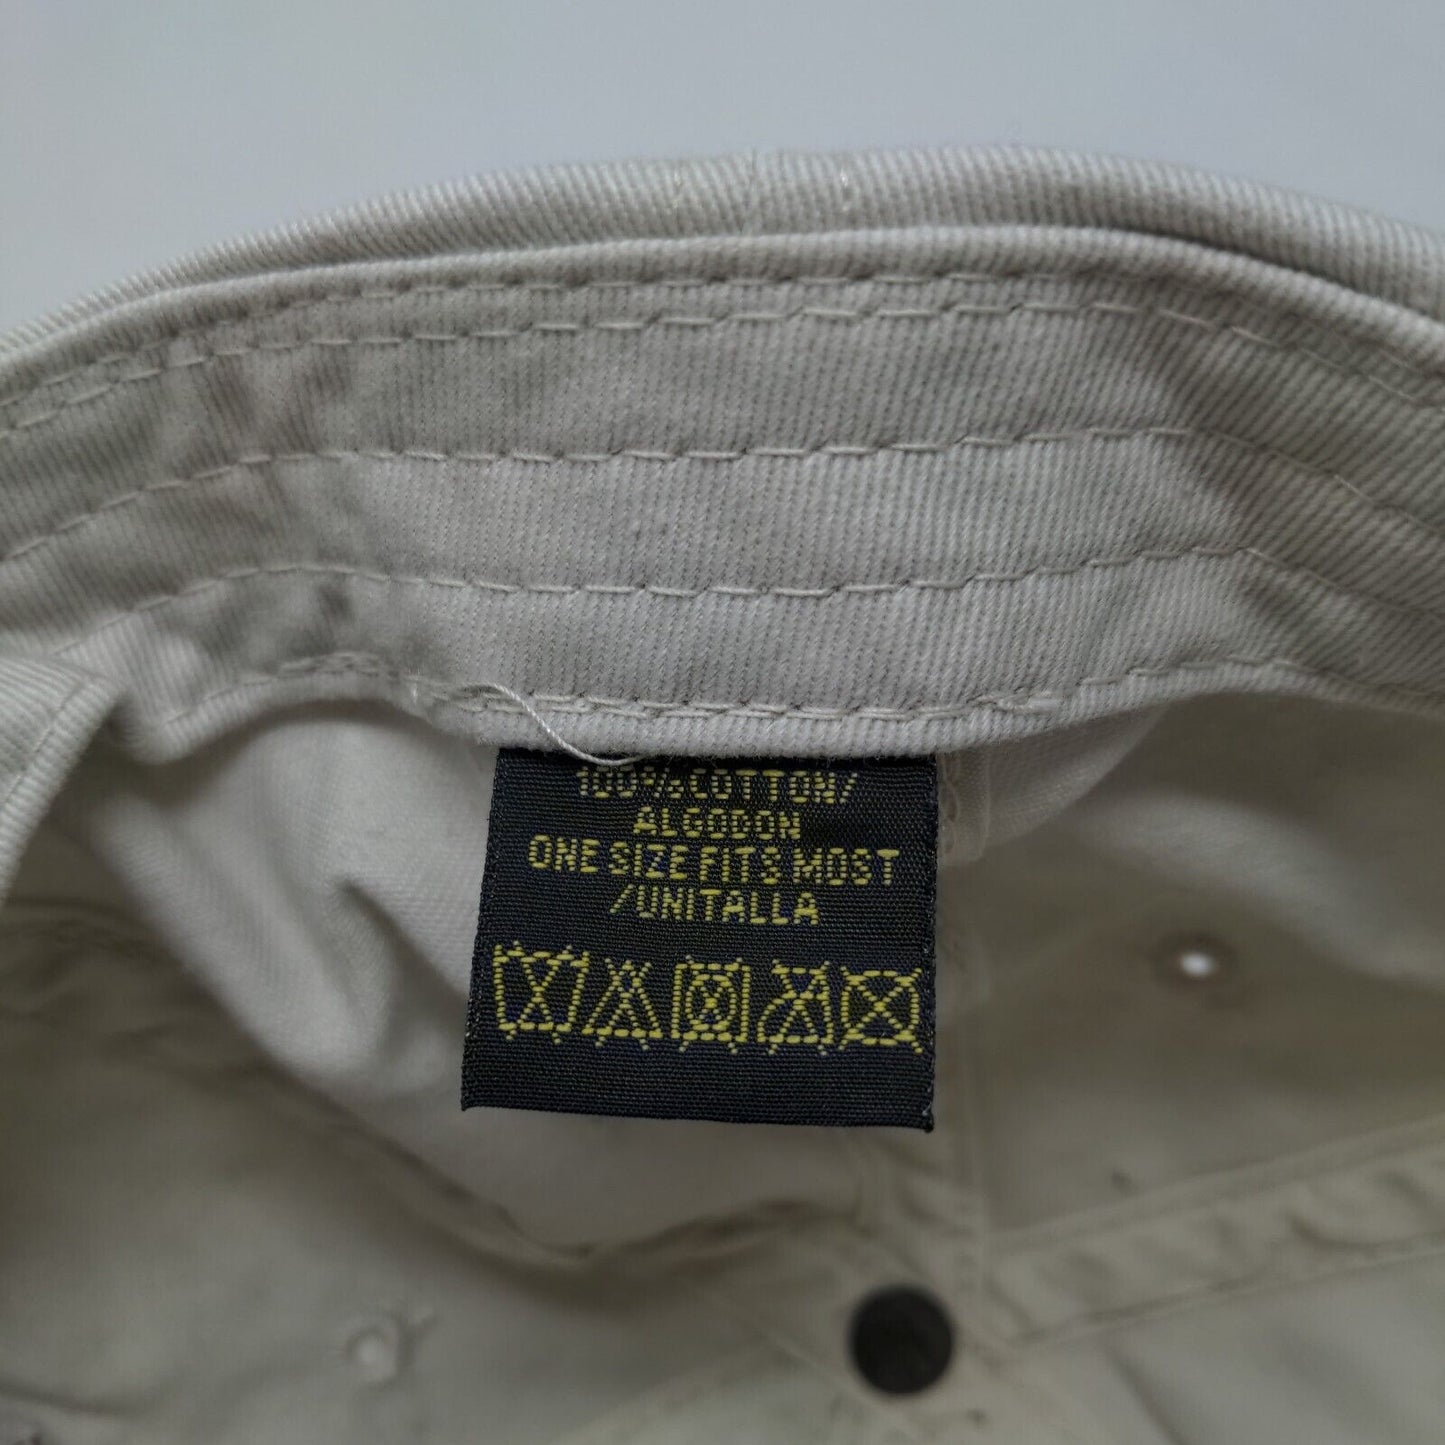 100% COTTON/
ALGODON
ONE SIZE FITS MOST
/UNITALLA